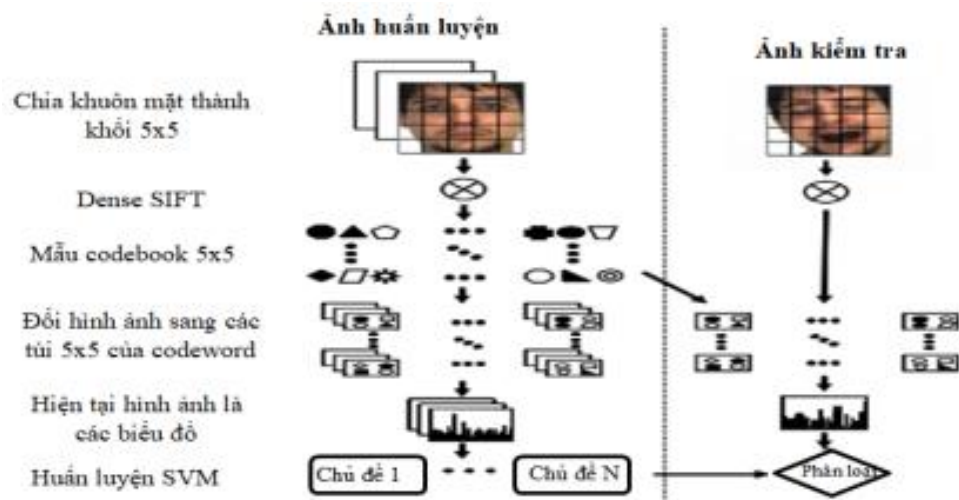 Ảnh huấn luyện
Ảnh kiểm tra
Chia khuôn mặt thành
khối 5x5
Dense SIFT
Mẫu codebook 5x5
Đổi hình ảnh sang các
túi 5x5 của codeword
Hiện tại hình ảnh là
các biểu đồ
Huấn luyện SVM
Chủ đề 1
Chủ đề N
Phân loại